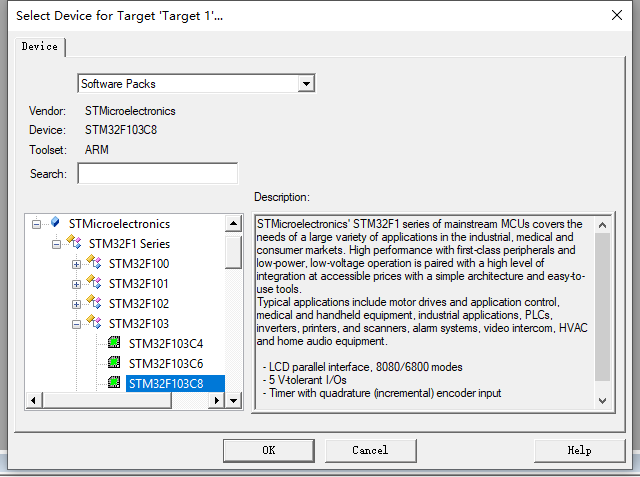 Select Device for Target 'Target 1'...
Device
Software Packs
Vendor: STMicroelectronics
Device: STM32F103C8
Toolset: ARM
Search:
Description:
STMicroelectronics
STM32F1 Series
STM32F100
STM32F101
STM32F102
STM32F103
STM32F103C4
STM32F103C6
STM32F103C8
STMicroelectronics' STM32F1 series of mainstream MCUs covers the
needs of a large variety of applications in the industrial, medical and
consumer markets. High performance with first-class peripherals and
low-power, low-voltage operation is paired with a high level of
integration at accessible prices with a simple architecture and easy-to-
use tools.
Typical applications include motor drives and application control,
medical and handheld equipment, industrial applications, PLCs,
inverters, printers, and scanners, alarm systems, video intercom, HVAC
and home audio equipment.
- LCD parallel interface, 8080/6800 modes
- 5 V-tolerant I/Os
- Timer with quadrature (incremental) encoder input
OK
Cancel
Help